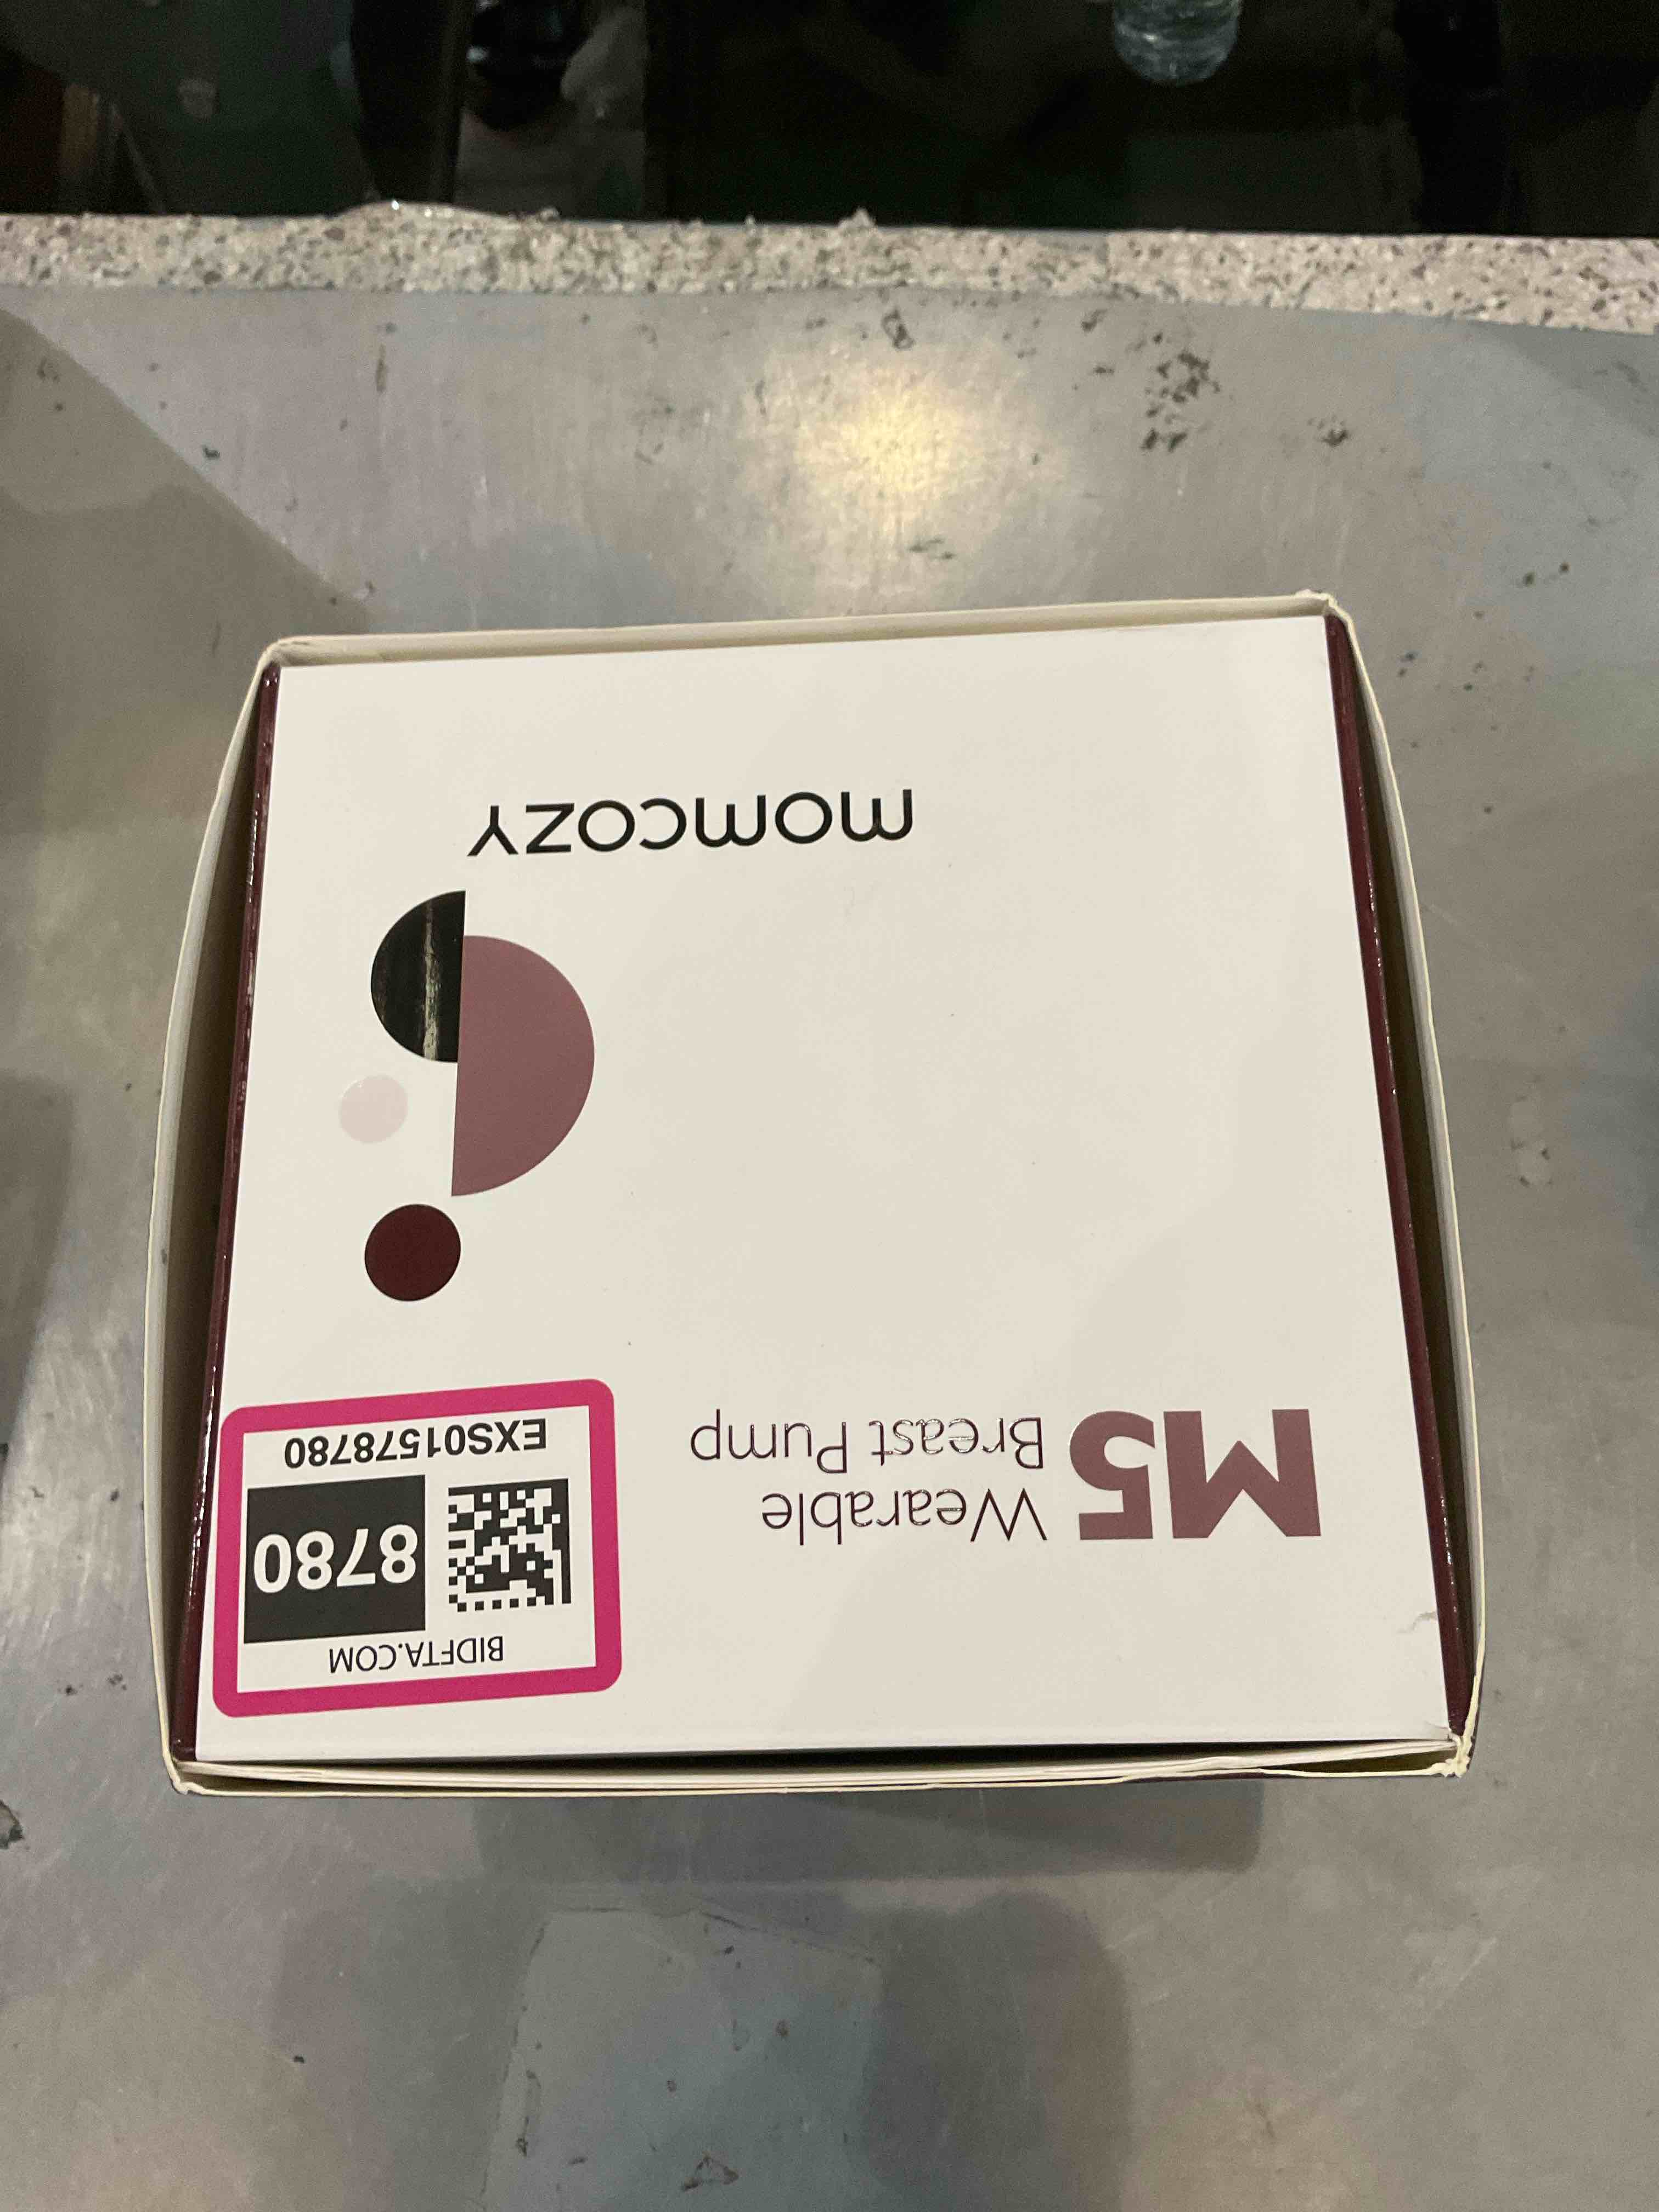 M5 Wearable
Breast Pump
momcozy
BIDFTA.COM
8780
EXS01578780